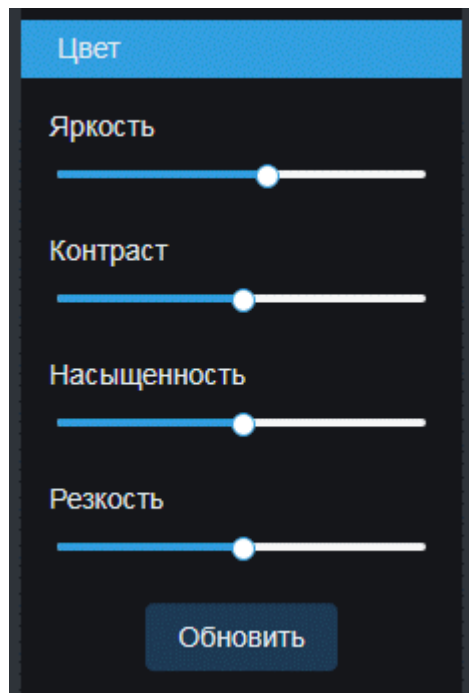 Цвет
Яркость
Контраст
Насыщенность
Резкость
Обновить